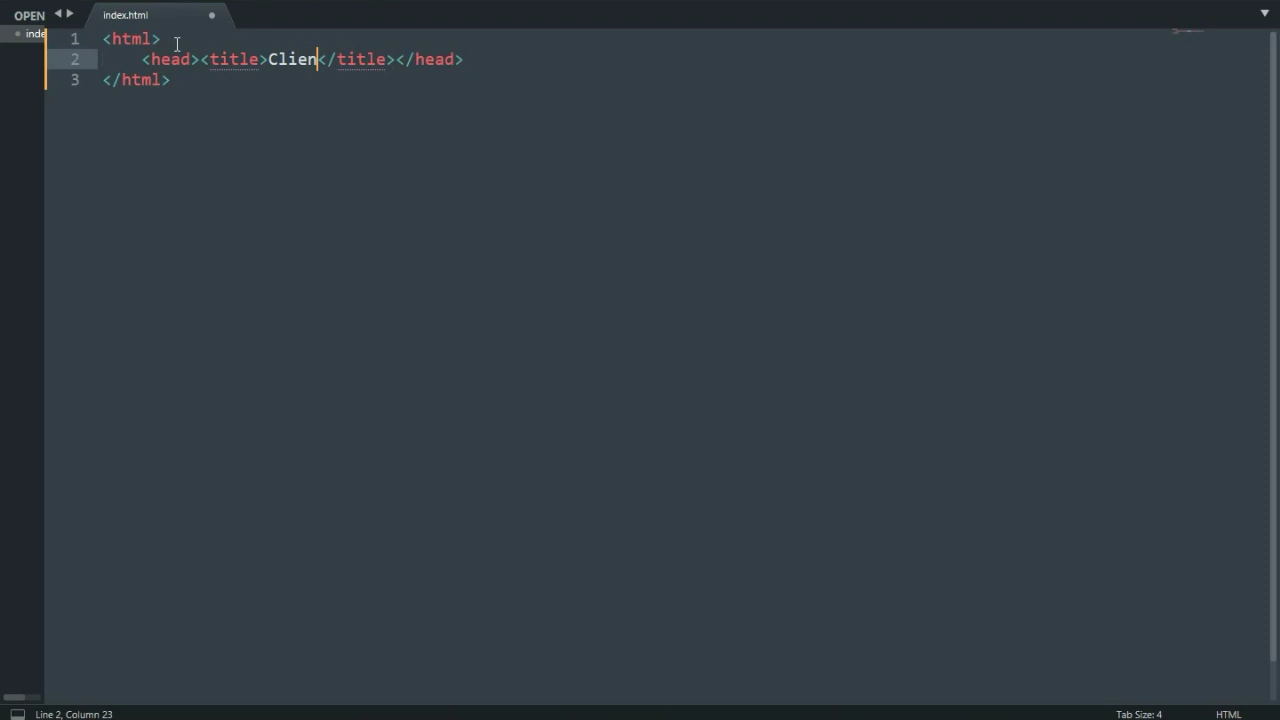 OPEN
index.html
inde
1 <html>
2 <head><title>Clien</title></head>
3 </html>
Line 2, Column 23
Tab Size: 4
HTML